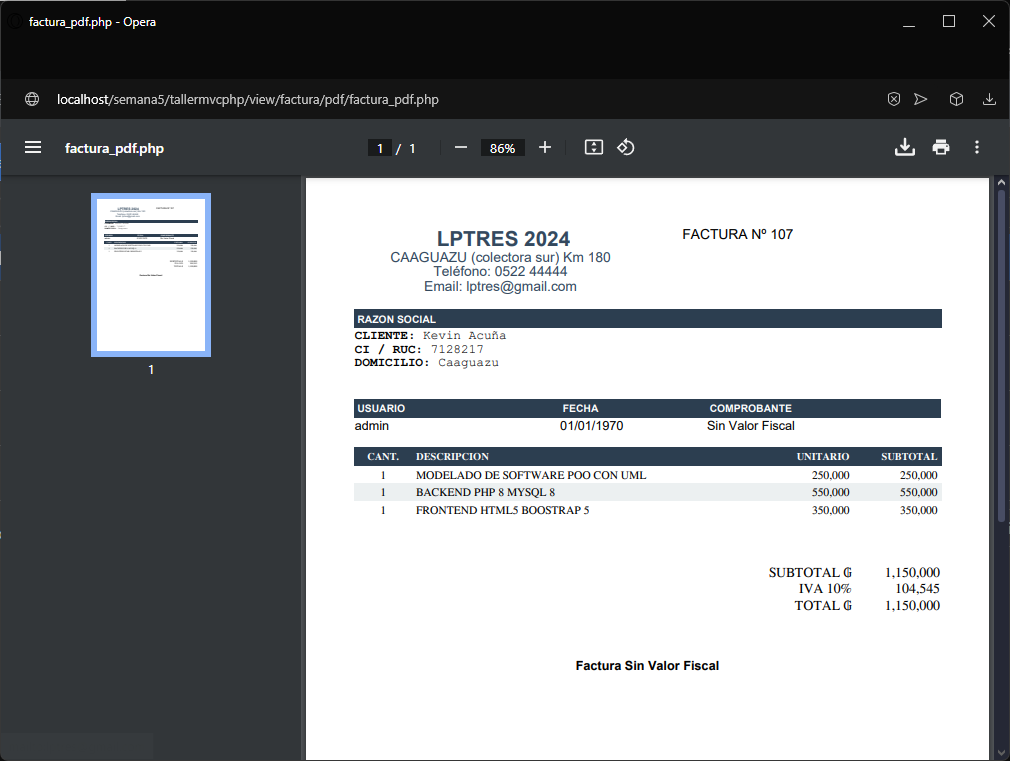 factura_pdf.php - Opera
localhost/semana5/tallermvcphp/view/factura/pdf/factura_pdf.php
factura_pdf.php
1 / 1
86%
1
LPTRES 2024
FACTURA Nº 107
CAAGUAZU (colectora sur) Km 180
Teléfono: 0522 44444
Email: lptres@gmail.com
RAZON SOCIAL
CLIENTE: Kevin Acuña
CI / RUC: 7128217
DOMICILIO: Caaguazu
USUARIO FECHA COMPROBANTE
admin 01/01/1970 Sin Valor Fiscal
CANT. DESCRIPCION UNITARIO SUBTOTAL
1 MODELADO DE SOFTWARE POO CON UML 250,000 250,000
1 BACKEND PHP 8 MYSQL 8 550,000 550,000
1 FRONTEND HTML5 BOOSTRAP 5 350,000 350,000
SUBTOTAL ₲ 1,150,000
IVA 10% 104,545
TOTAL ₲ 1,150,000
Factura Sin Valor Fiscal